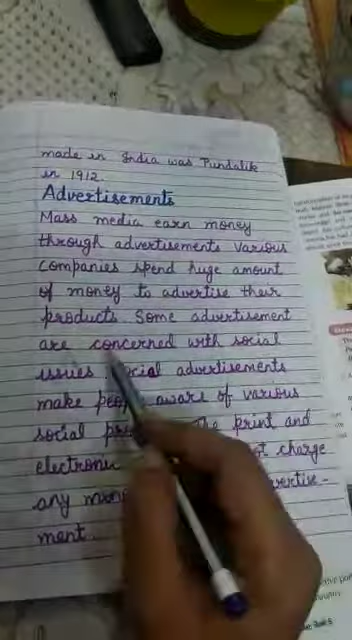 made in India was Pundalik
in 1912.
Advertisements
Mass media earn money
through advertisements various
companies spend huge amount
of money to advertise their
products. Some advertisement
are concerned with social
issues. Social advertisements
make people aware of various
social The print and
charge
any
ment.